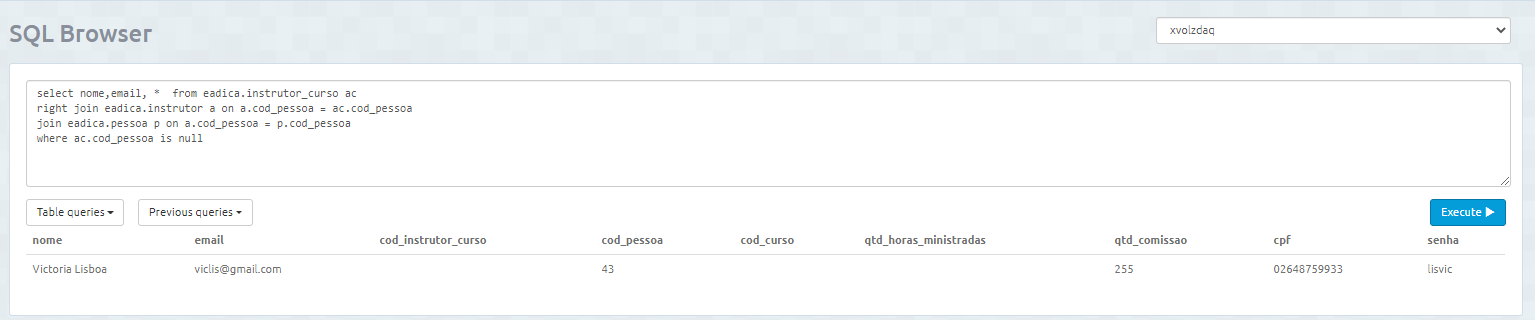 SQL Browser
xvolzdaq
select nome,email, *  from eadica.instrutor_curso ac
right join eadica.instrutor a on a.cod_pessoa = ac.cod_pessoa
join eadica.pessoa p on a.cod_pessoa = p.cod_pessoa
where ac.cod_pessoa is null
Table queries Previous queries Execute
nome email cod_instrutor_curso cod_pessoa cod_curso qtd_horas_ministradas qtd_comissao cpf senha
Victoria Lisboa viclis@gmail.com 43 255 02648759933 lisvic